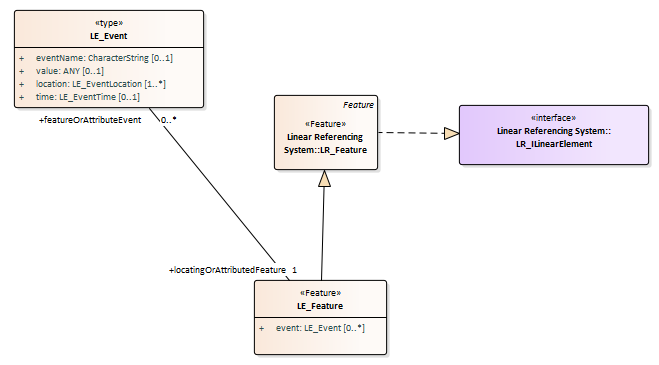 «type»
LE_Event
+ eventName: CharacterString [0..1]
+ value: ANY [0..1]
+ location: LE_EventLocation [1..*]
+ time: LE_EventTime [0..1]
+featureOrAttributeEvent 0..*
Feature
«Feature»
Linear Referencing
System::LR_Feature
«interface»
Linear Referencing System::
LR_ILinearElement
+locatingOrAttributedFeature 1
«Feature»
LE_Feature
+ event: LE_Event [0..*]